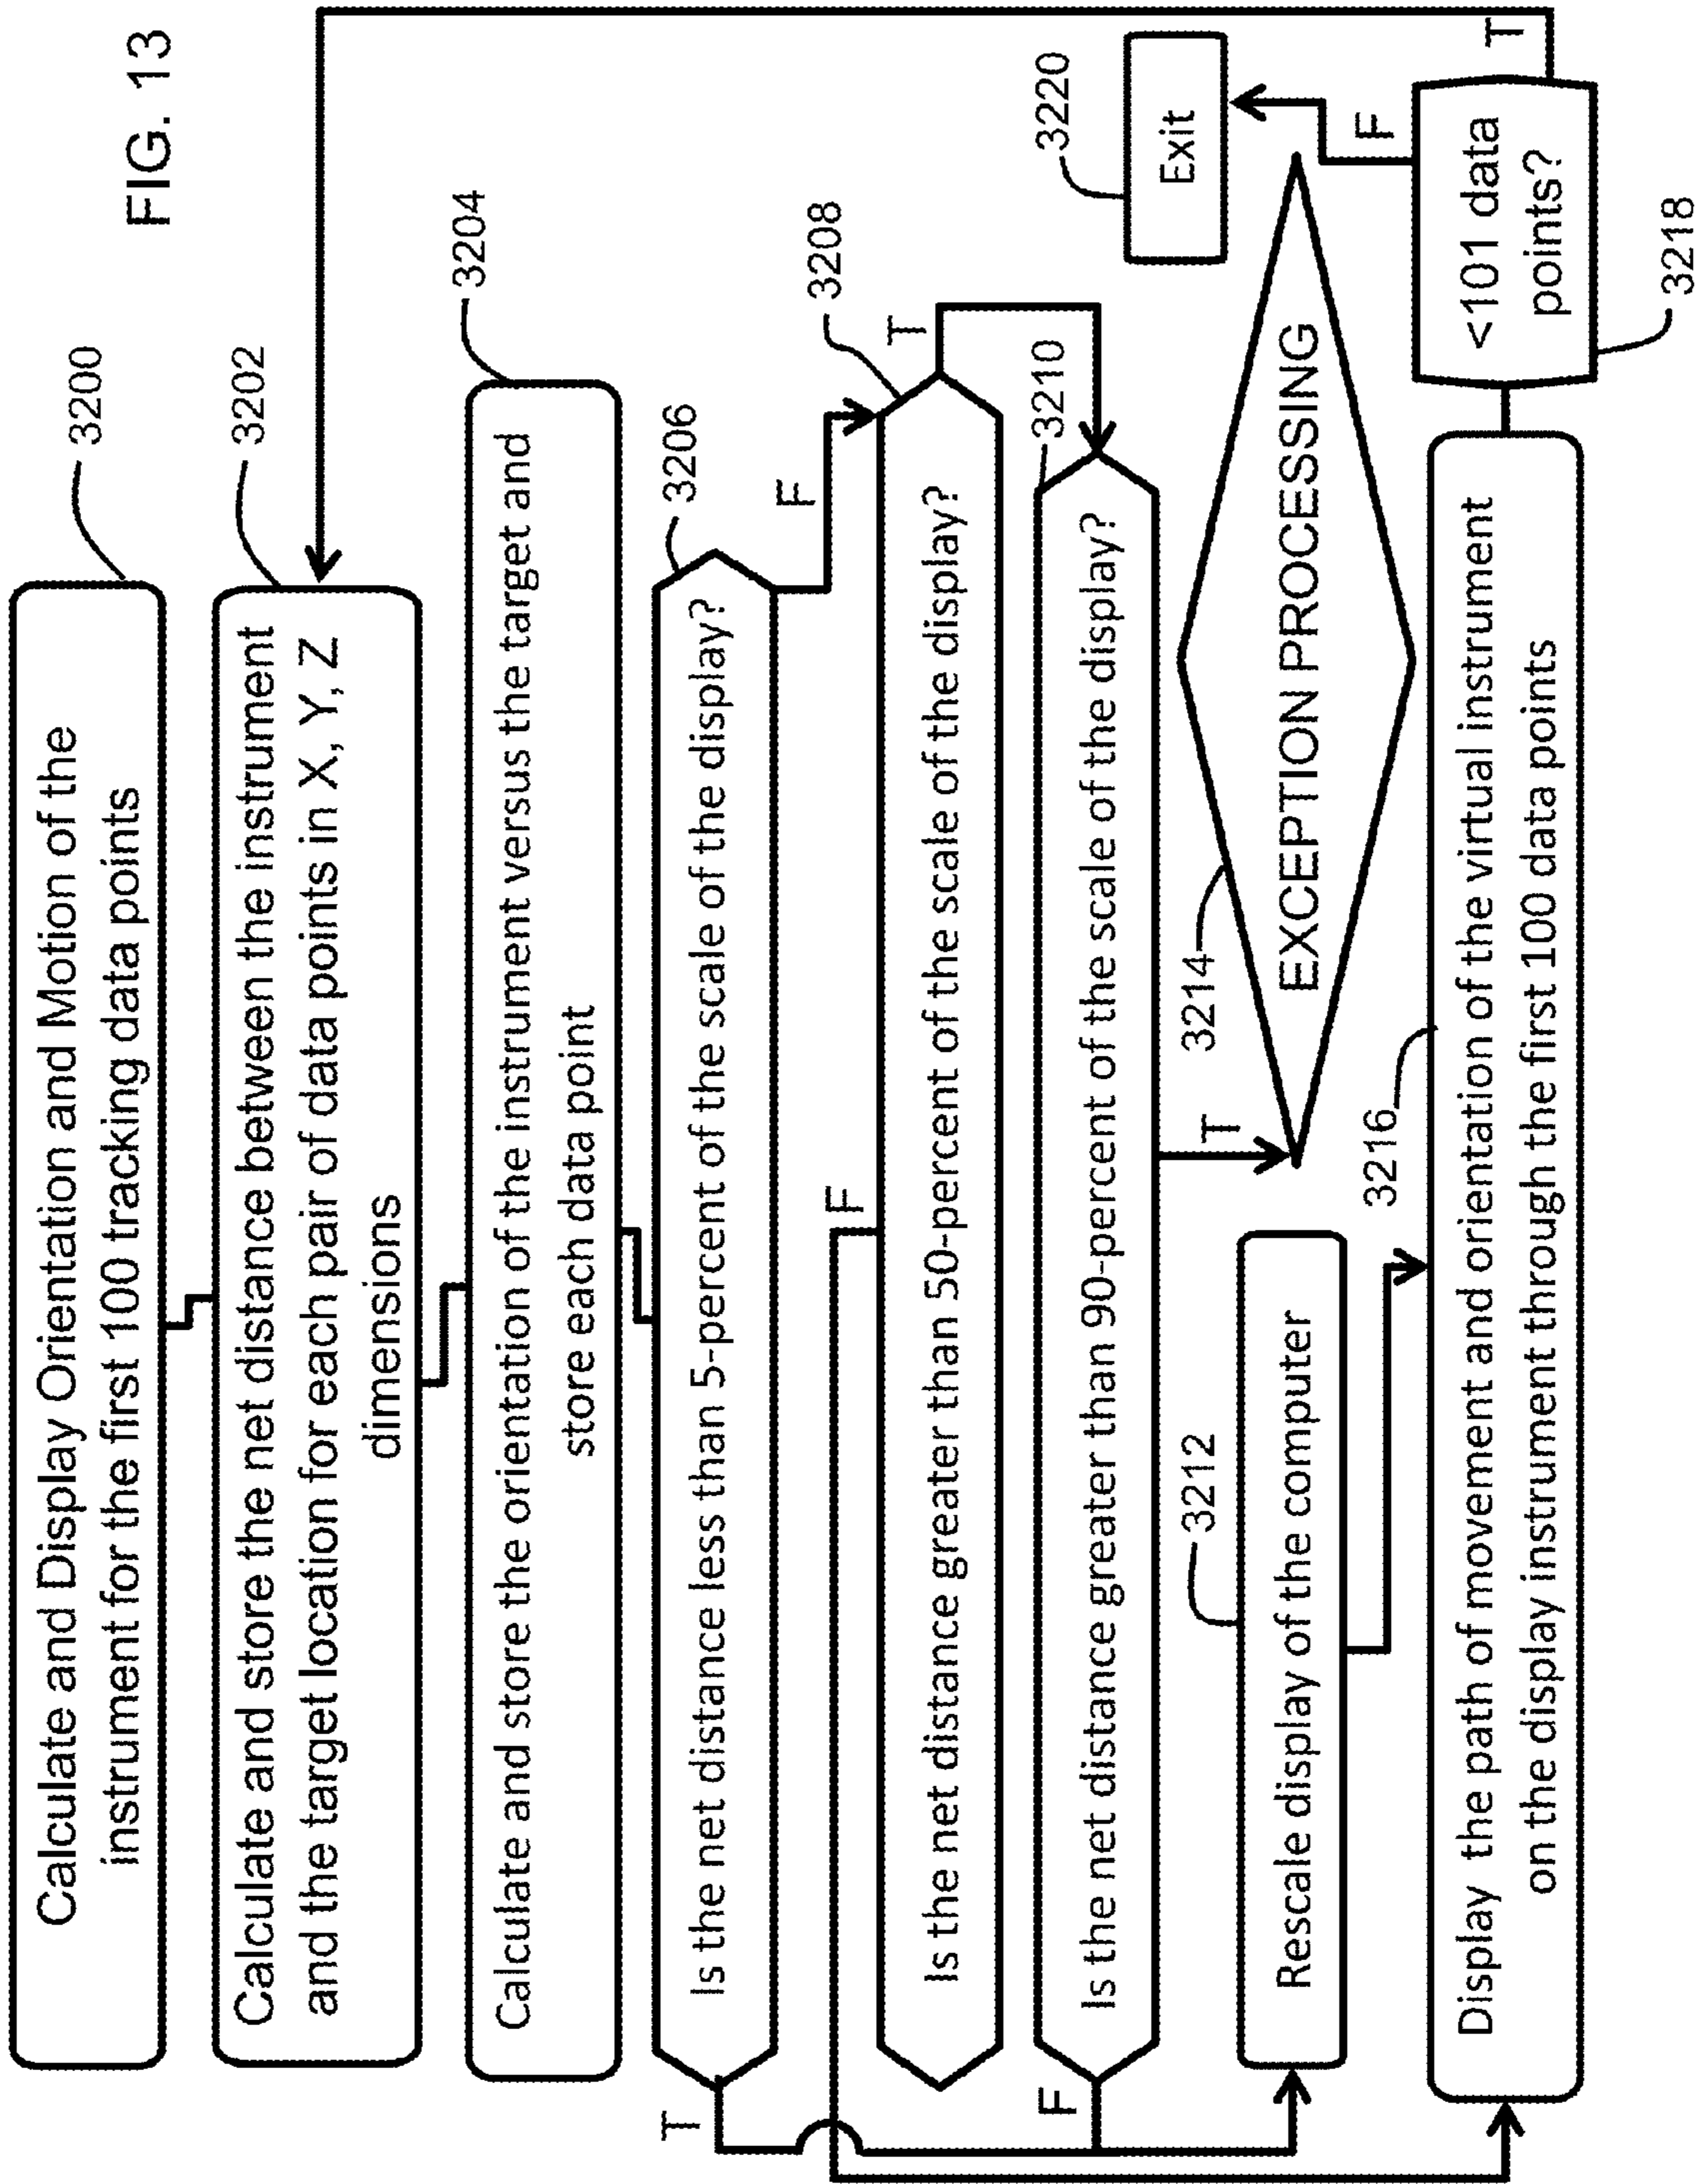 FIG. 13
3200
Calculate and Display Orientation and Motion of the
instrument for the first 100 tracking data points
3202
Calculate and store the net distance between the instrument
and the target location for each pair of data points in X, Y, Z
dimensions
3204
Calculate and store the orientation of the instrument versus the target and
store each data point
3206
Is the net distance less than 5-percent of the scale of the display?
T
F
3208
Is the net distance greater than 50-percent of the scale of the display?
F
T
3210
Is the net distance greater than 90-percent of the scale of the display?
F
T
3212
Rescale display of the computer
3214
EXCEPTION PROCESSING
3220
Exit
3216
Display the path of movement and orientation of the virtual instrument
on the display instrument through the first 100 data points
F
<101 data
points?
T
3218